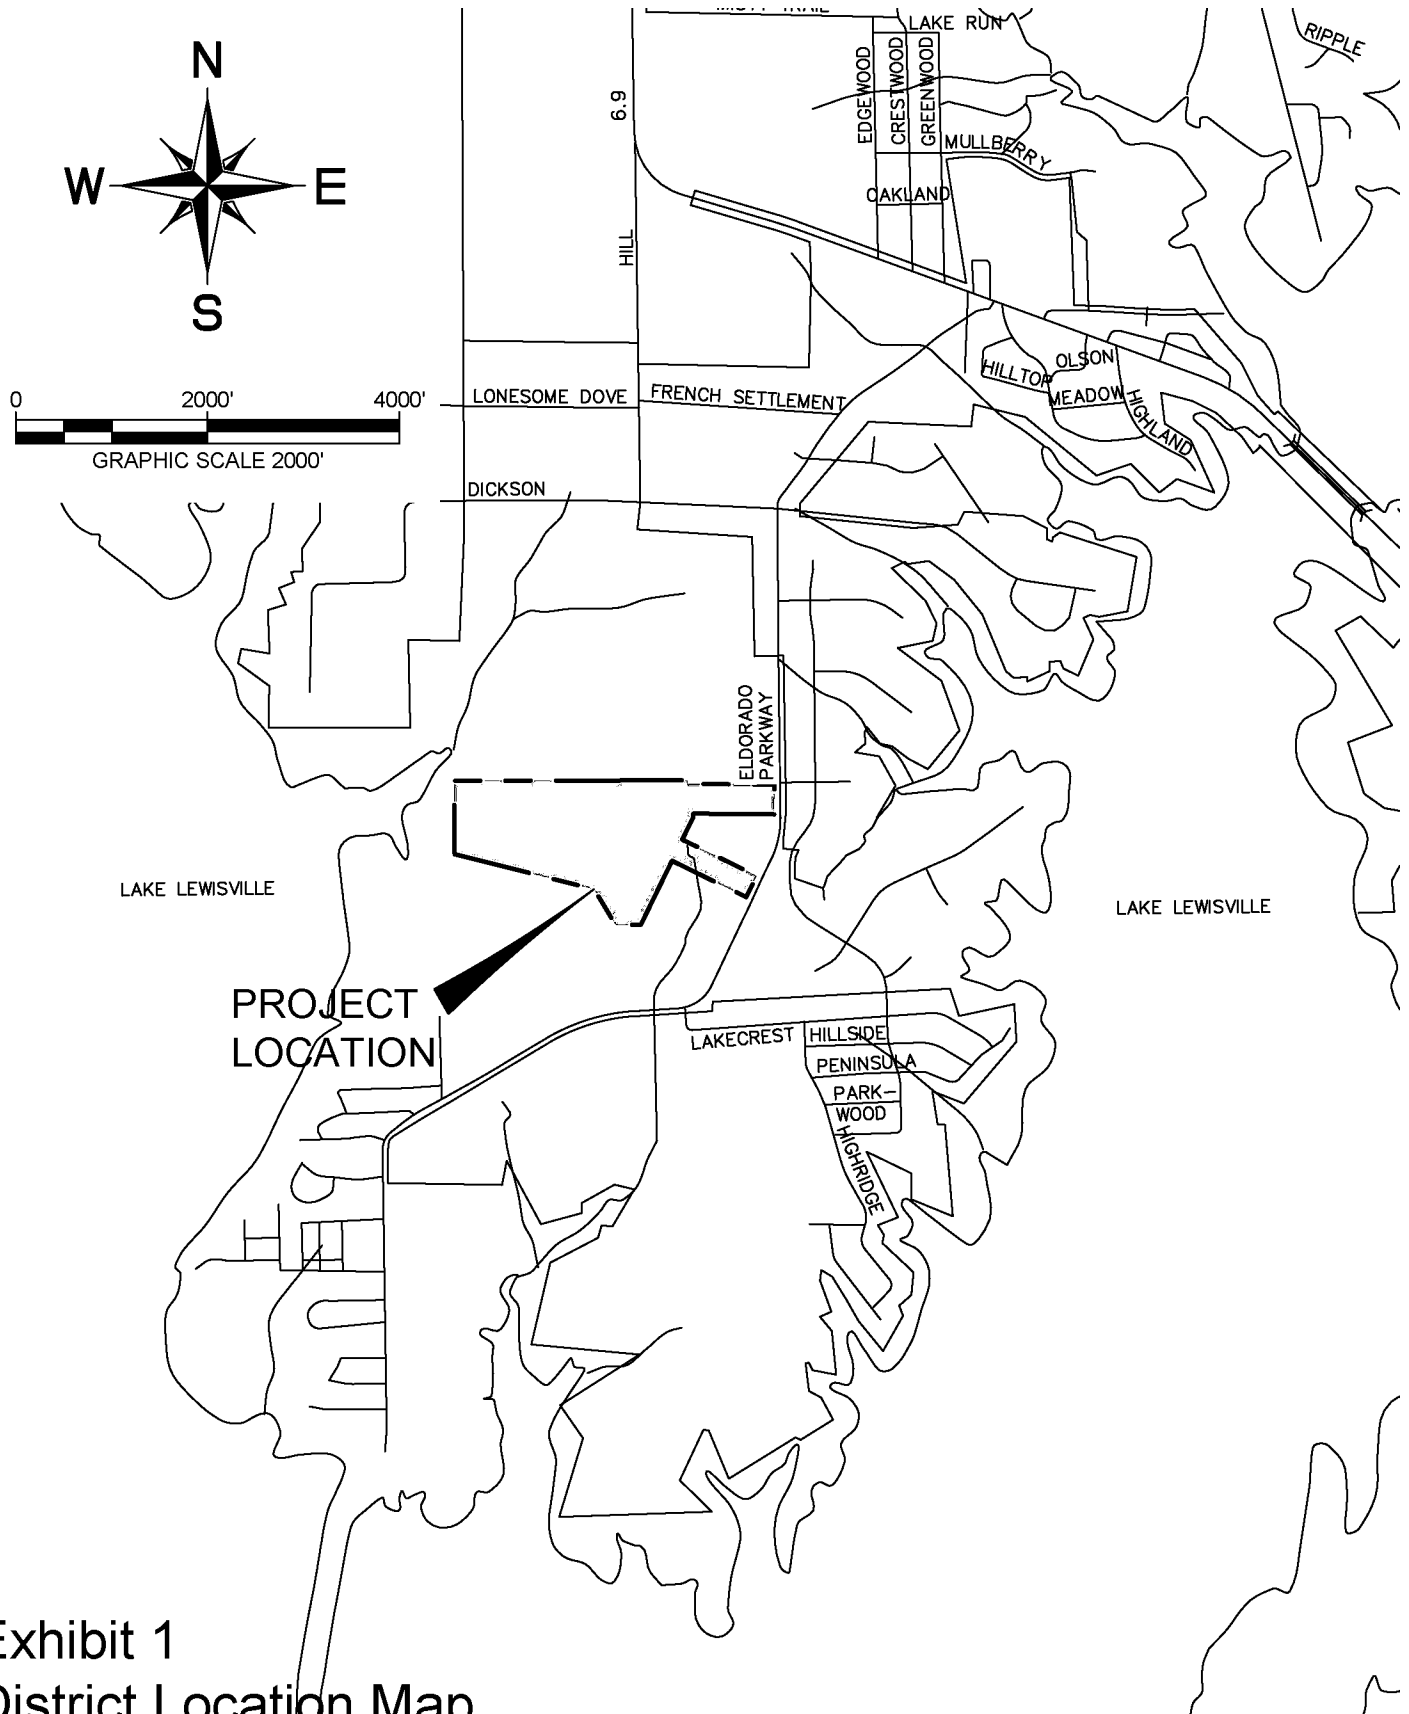 LAKE RUN
RIPPLE
N
EDGEWOOD
CRESTWOOD
GREENWOOD
6.9
MULLBERRY
W
E
OAKLAND
HILL
S
OLSON
HILLTOP
0 2000' 4000'
LONESOME DOVE
FRENCH SETTLEMENT
MEADOW
HIGHLAND
GRAPHIC SCALE 2000'
DICKSON
ELDORADO
PARKWAY
LAKE LEWISVILLE
LAKE LEWISVILLE
PROJECT
LOCATION
LAKECREST
HILLSIDE
PENINSULA
PARK-
WOOD
HIGHRIDGE
Exhibit 1
District Location Map